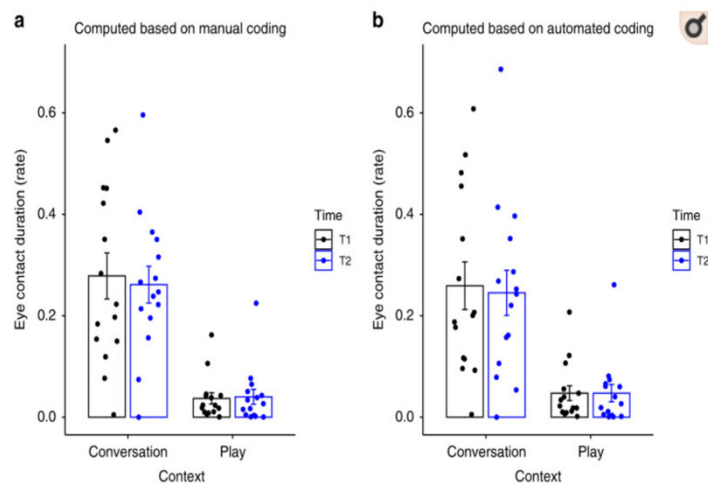 a
Computed based on manual coding
Eye contact duration (rate)
0.6
0.4
0.2
0.0
Conversation
Play
Context
Time
T1
T2
b
Computed based on automated coding
Eye contact duration (rate)
0.6
0.4
0.2
0.0
Conversation
Play
Context
Time
T1
T2